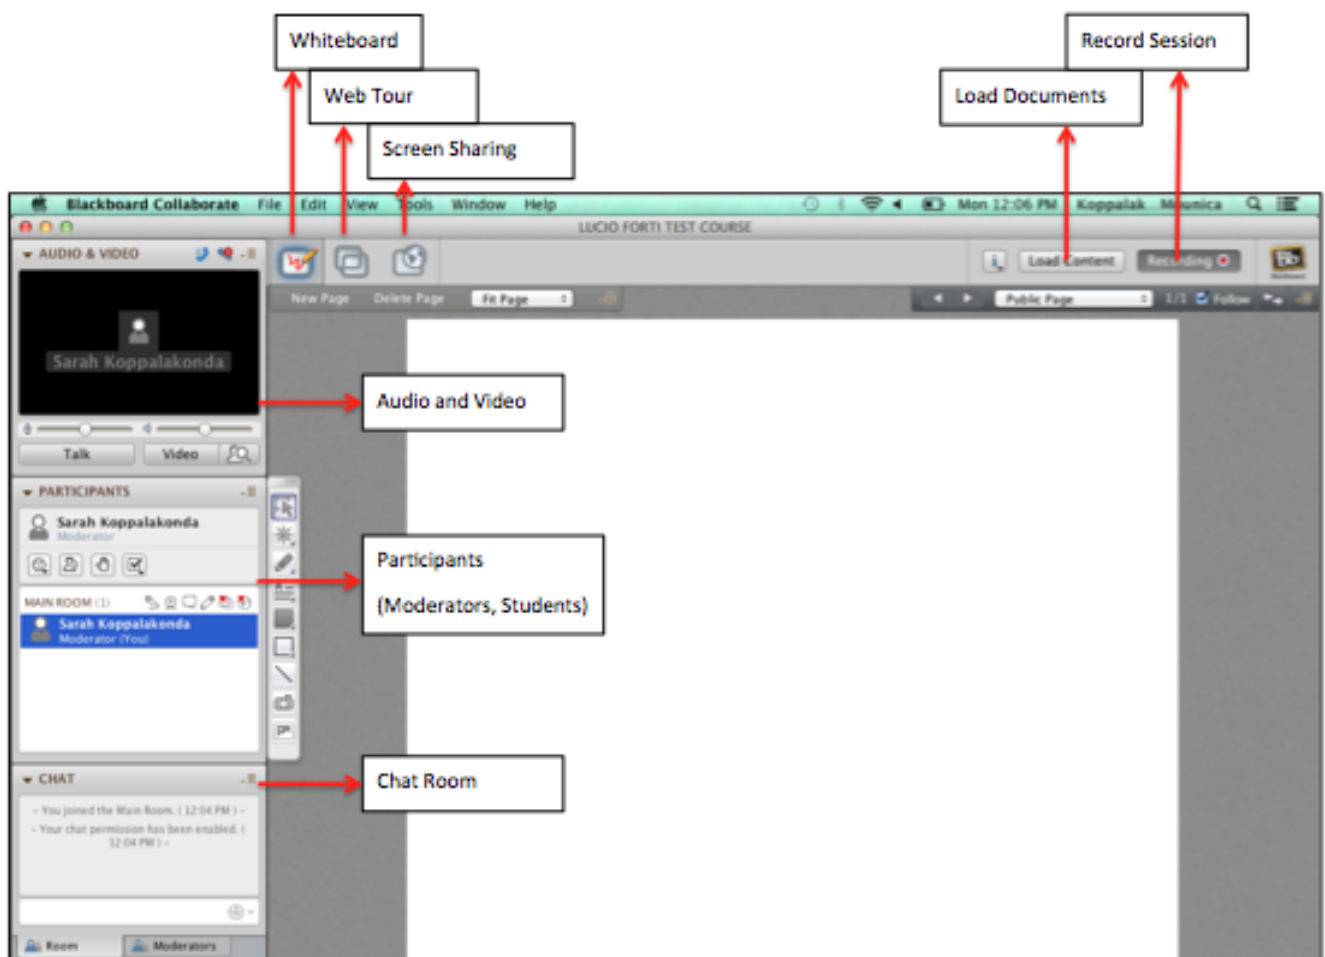 Whiteboard
Record Session
Web Tour
Load Documents
Screen Sharing
Blackboard Collaborate File Edit View Tools Window Help Mon 12:06 PM Koppalak Mounica
LUCIO FORTI TEST COURSE
AUDIO & VIDEO
Load Content
Recording
New Page Delete Page Fit Page
Public Page 1/1 Follow
Sarah Koppalakonda
Audio and Video
Talk Video
PARTICIPANTS
Sarah Koppalakonda
Moderator
Participants
(Moderators, Students)
MAIN ROOM (1)
Sarah Koppalakonda
Moderator (You)
CHAT
Chat Room
– You joined the Main Room. ( 12:04 PM ) –
– Your chat permission has been enabled. (
12:04 PM ) –
Room Moderators